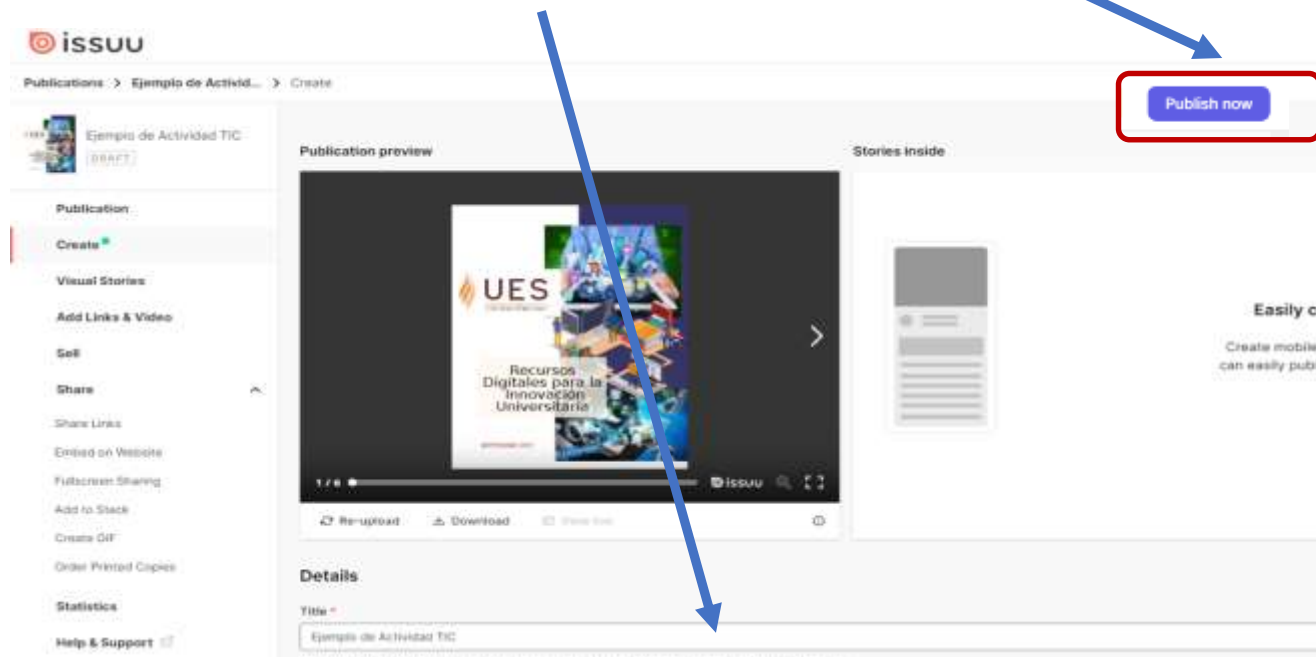 issuu
Publications > Ejemplo de Activid... > Create
Publish now
Ejemplo de Actividad TIC
DRAFT
Publication preview
Stories inside
Publication
Create
Visual Stories
Add Links & Video
Sell
Share
Share Links
Embed on Website
Fullscreen Sharing
Add to Stack
Create GIF
Order Printed Copies
Statistics
Help & Support
UES
Recursos
Digitales para la
Innovación
Universitaria
1 / 6
issuu
Re-upload
Download
Easily c
Create mobile
can easily publ
Details
Title *
Ejemplo de Actividad TIC